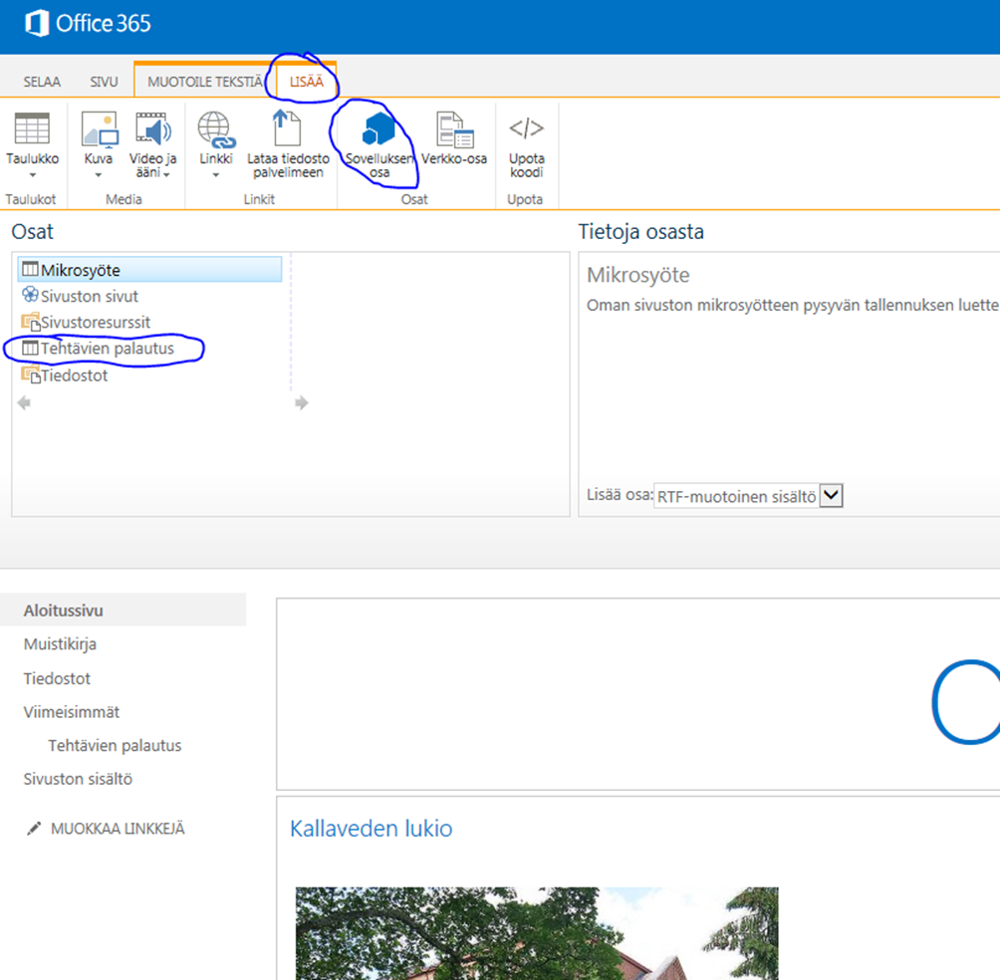 Office 365
SELAA SIVU MUOTOILE TEKSTIÄ LISÄÄ
Taulukko
Kuva
Video ja
ääni
Linkki
Lataa tiedosto
palvelimeen
Sovelluksen
osa
Verkko-osa
Upota
koodi
Taulukot Media Linkit Osat Upota
Osat
Mikrosyöte
Sivuston sivut
Sivustoresurssit
Tehtävien palautus
Tiedostot
Tietoja osasta
Mikrosyöte
Oman sivuston mikrosyötteen pysyvän tallennuksen luette
Lisää osa: RTF-muotoinen sisältö
Aloitussivu
Muistikirja
Tiedostot
Viimeisimmät
Tehtävien palautus
Sivuston sisältö
MUOKKAA LINKKEJÄ
O
Kallaveden lukio